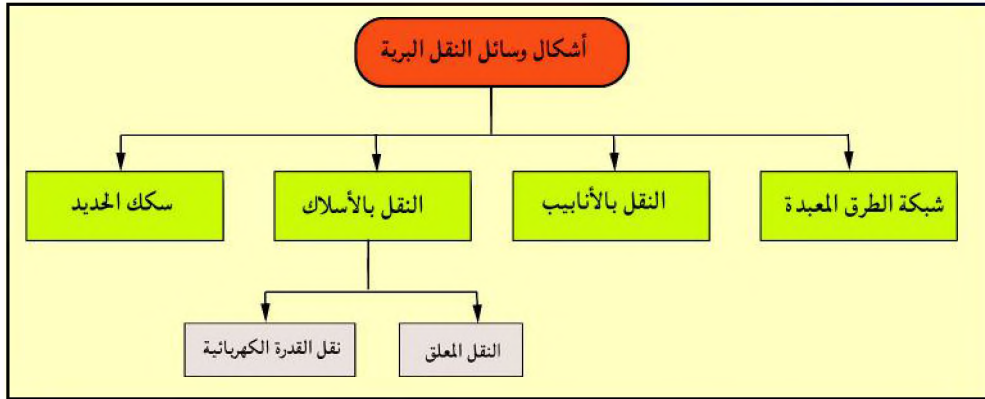 أشكال وسائل النقل البرية
شبكة الطرق المعبدة
النقل بالأنابيب
النقل بالأسلاك
سكك الحديد
النقل المعلق
نقل القدرة الكهربائية